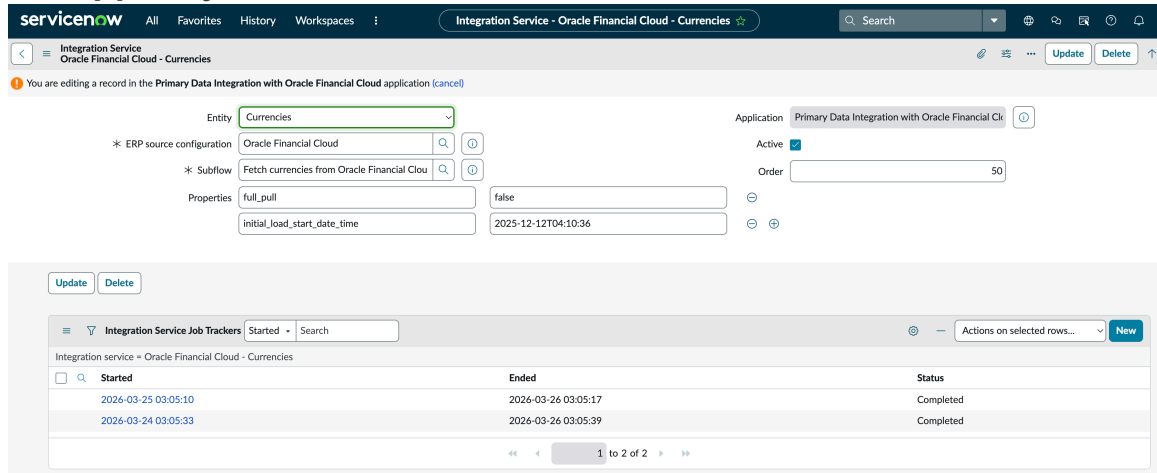 servicenow All Favorites History Workspaces Integration Service - Oracle Financial Cloud - Currencies Search
Integration Service
Oracle Financial Cloud - Currencies
Update Delete
You are editing a record in the Primary Data Integration with Oracle Financial Cloud application (cancel)
Entity Currencies Application Primary Data Integration with Oracle Financial Clo
ERP source configuration Oracle Financial Cloud Active
Subflow Fetch currencies from Oracle Financial Clou Order 50
Properties full_pull false
initial_load_start_date_time 2025-12-12T04:10:36
Update Delete
Integration Service Job Trackers Started Search Actions on selected rows... New
Integration service = Oracle Financial Cloud - Currencies
Started Ended Status
2026-03-25 03:05:10 2026-03-26 03:05:17 Completed
2026-03-24 03:05:33 2026-03-26 03:05:39 Completed
1 to 2 of 2